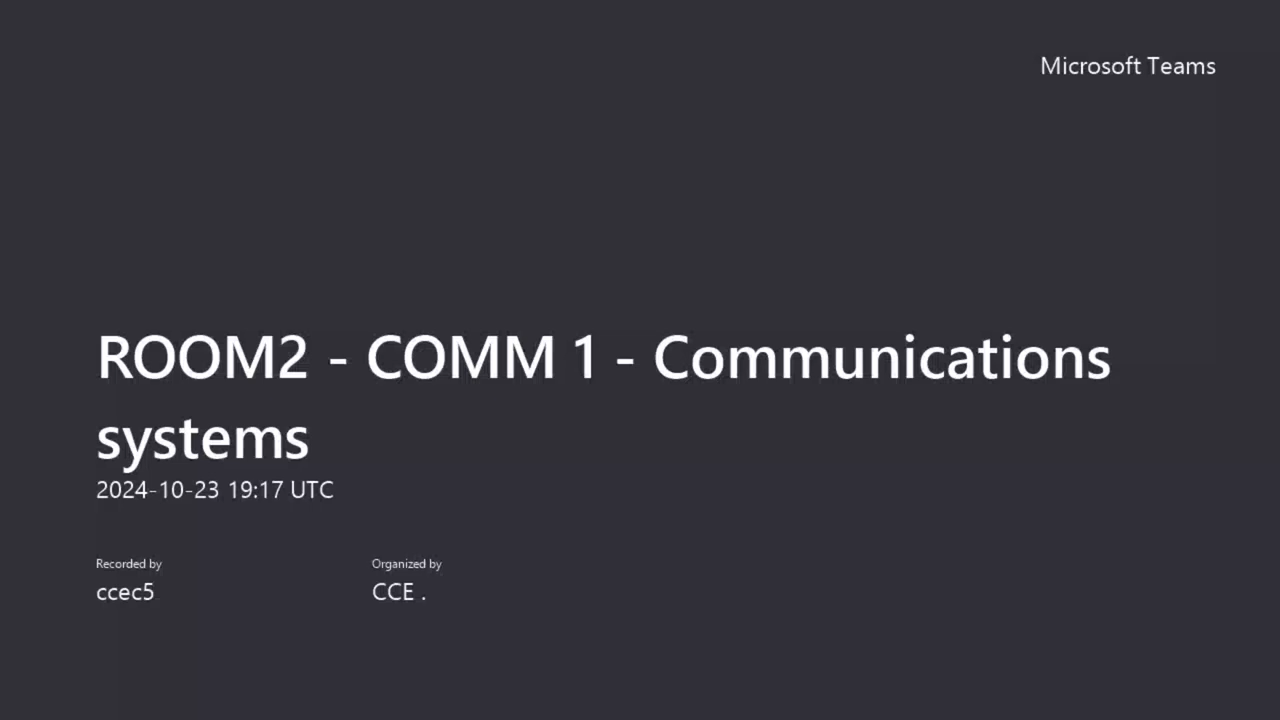 Microsoft Teams
ROOM2 - COMM 1 - Communications
systems
2024-10-23 19:17 UTC
Recorded by
Organized by
ccec5
CCE .